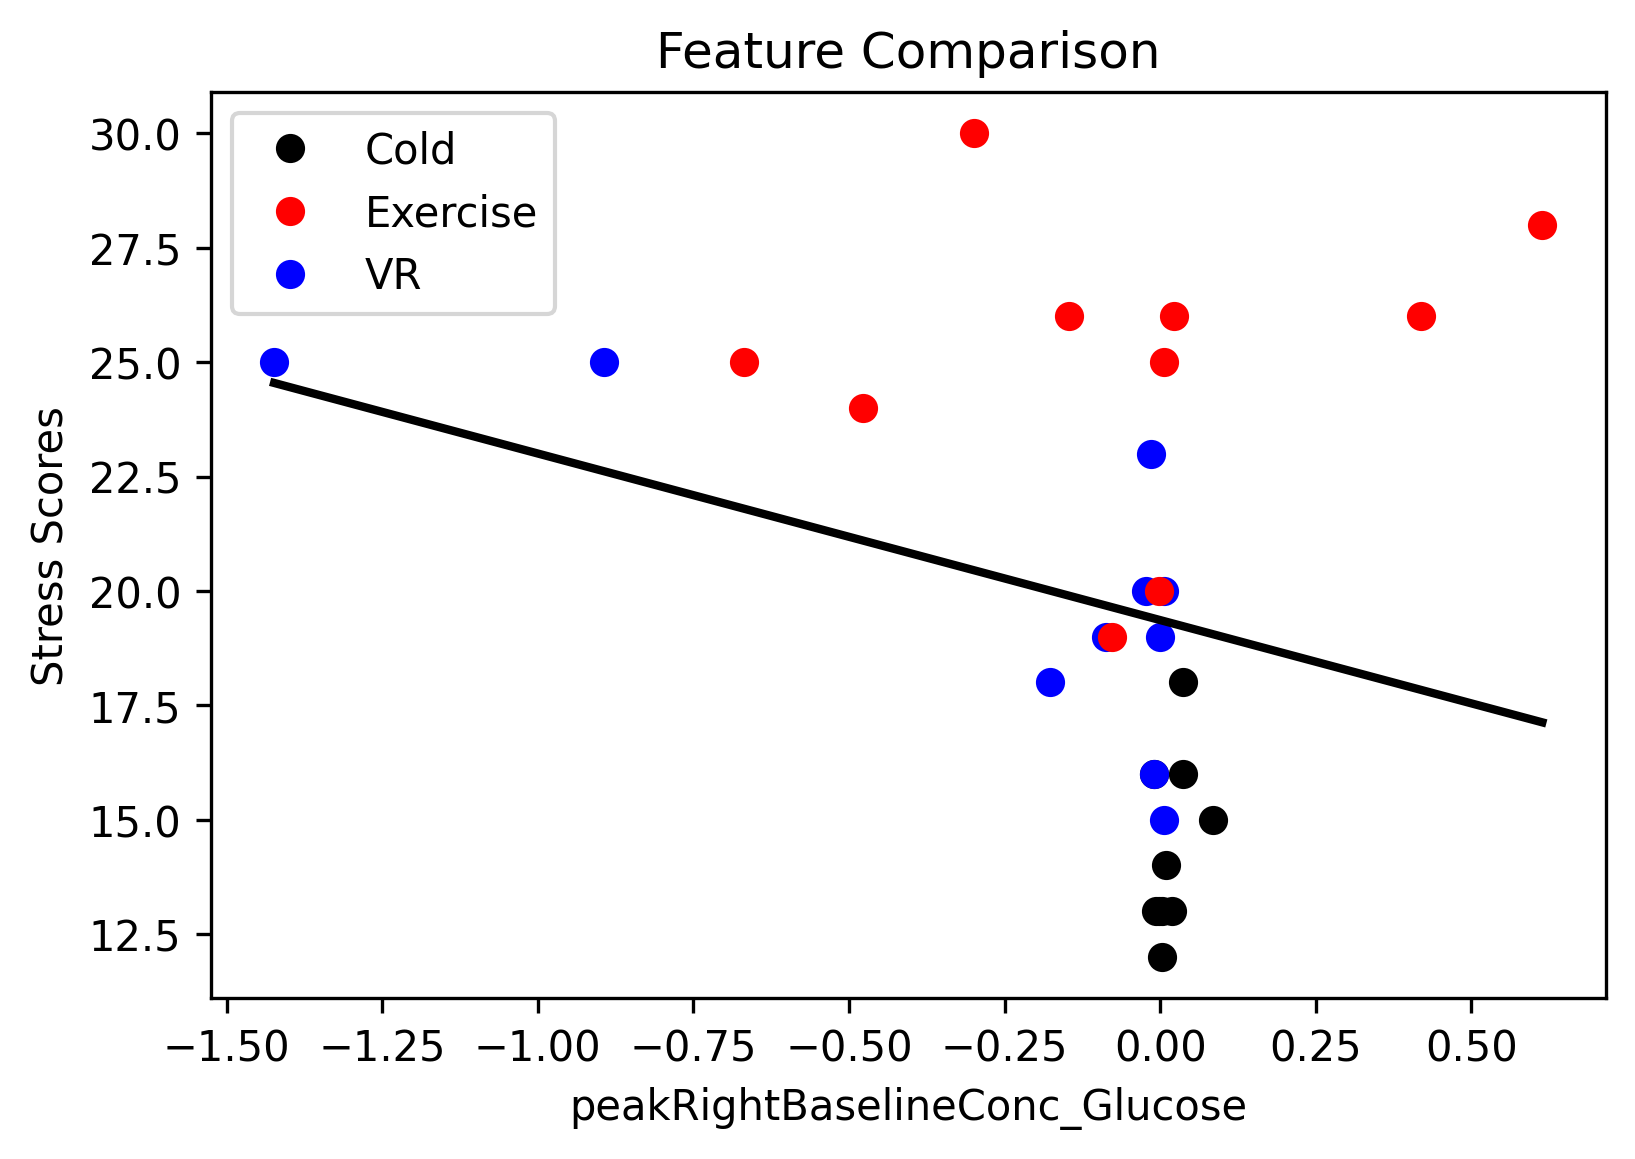 Feature Comparison
Cold
Exercise
VR
30.0
27.5
25.0
22.5
20.0
17.5
15.0
12.5
Stress Scores
−1.50 −1.25 −1.00 −0.75 −0.50 −0.25 0.00 0.25 0.50
peakRightBaselineConc_Glucose